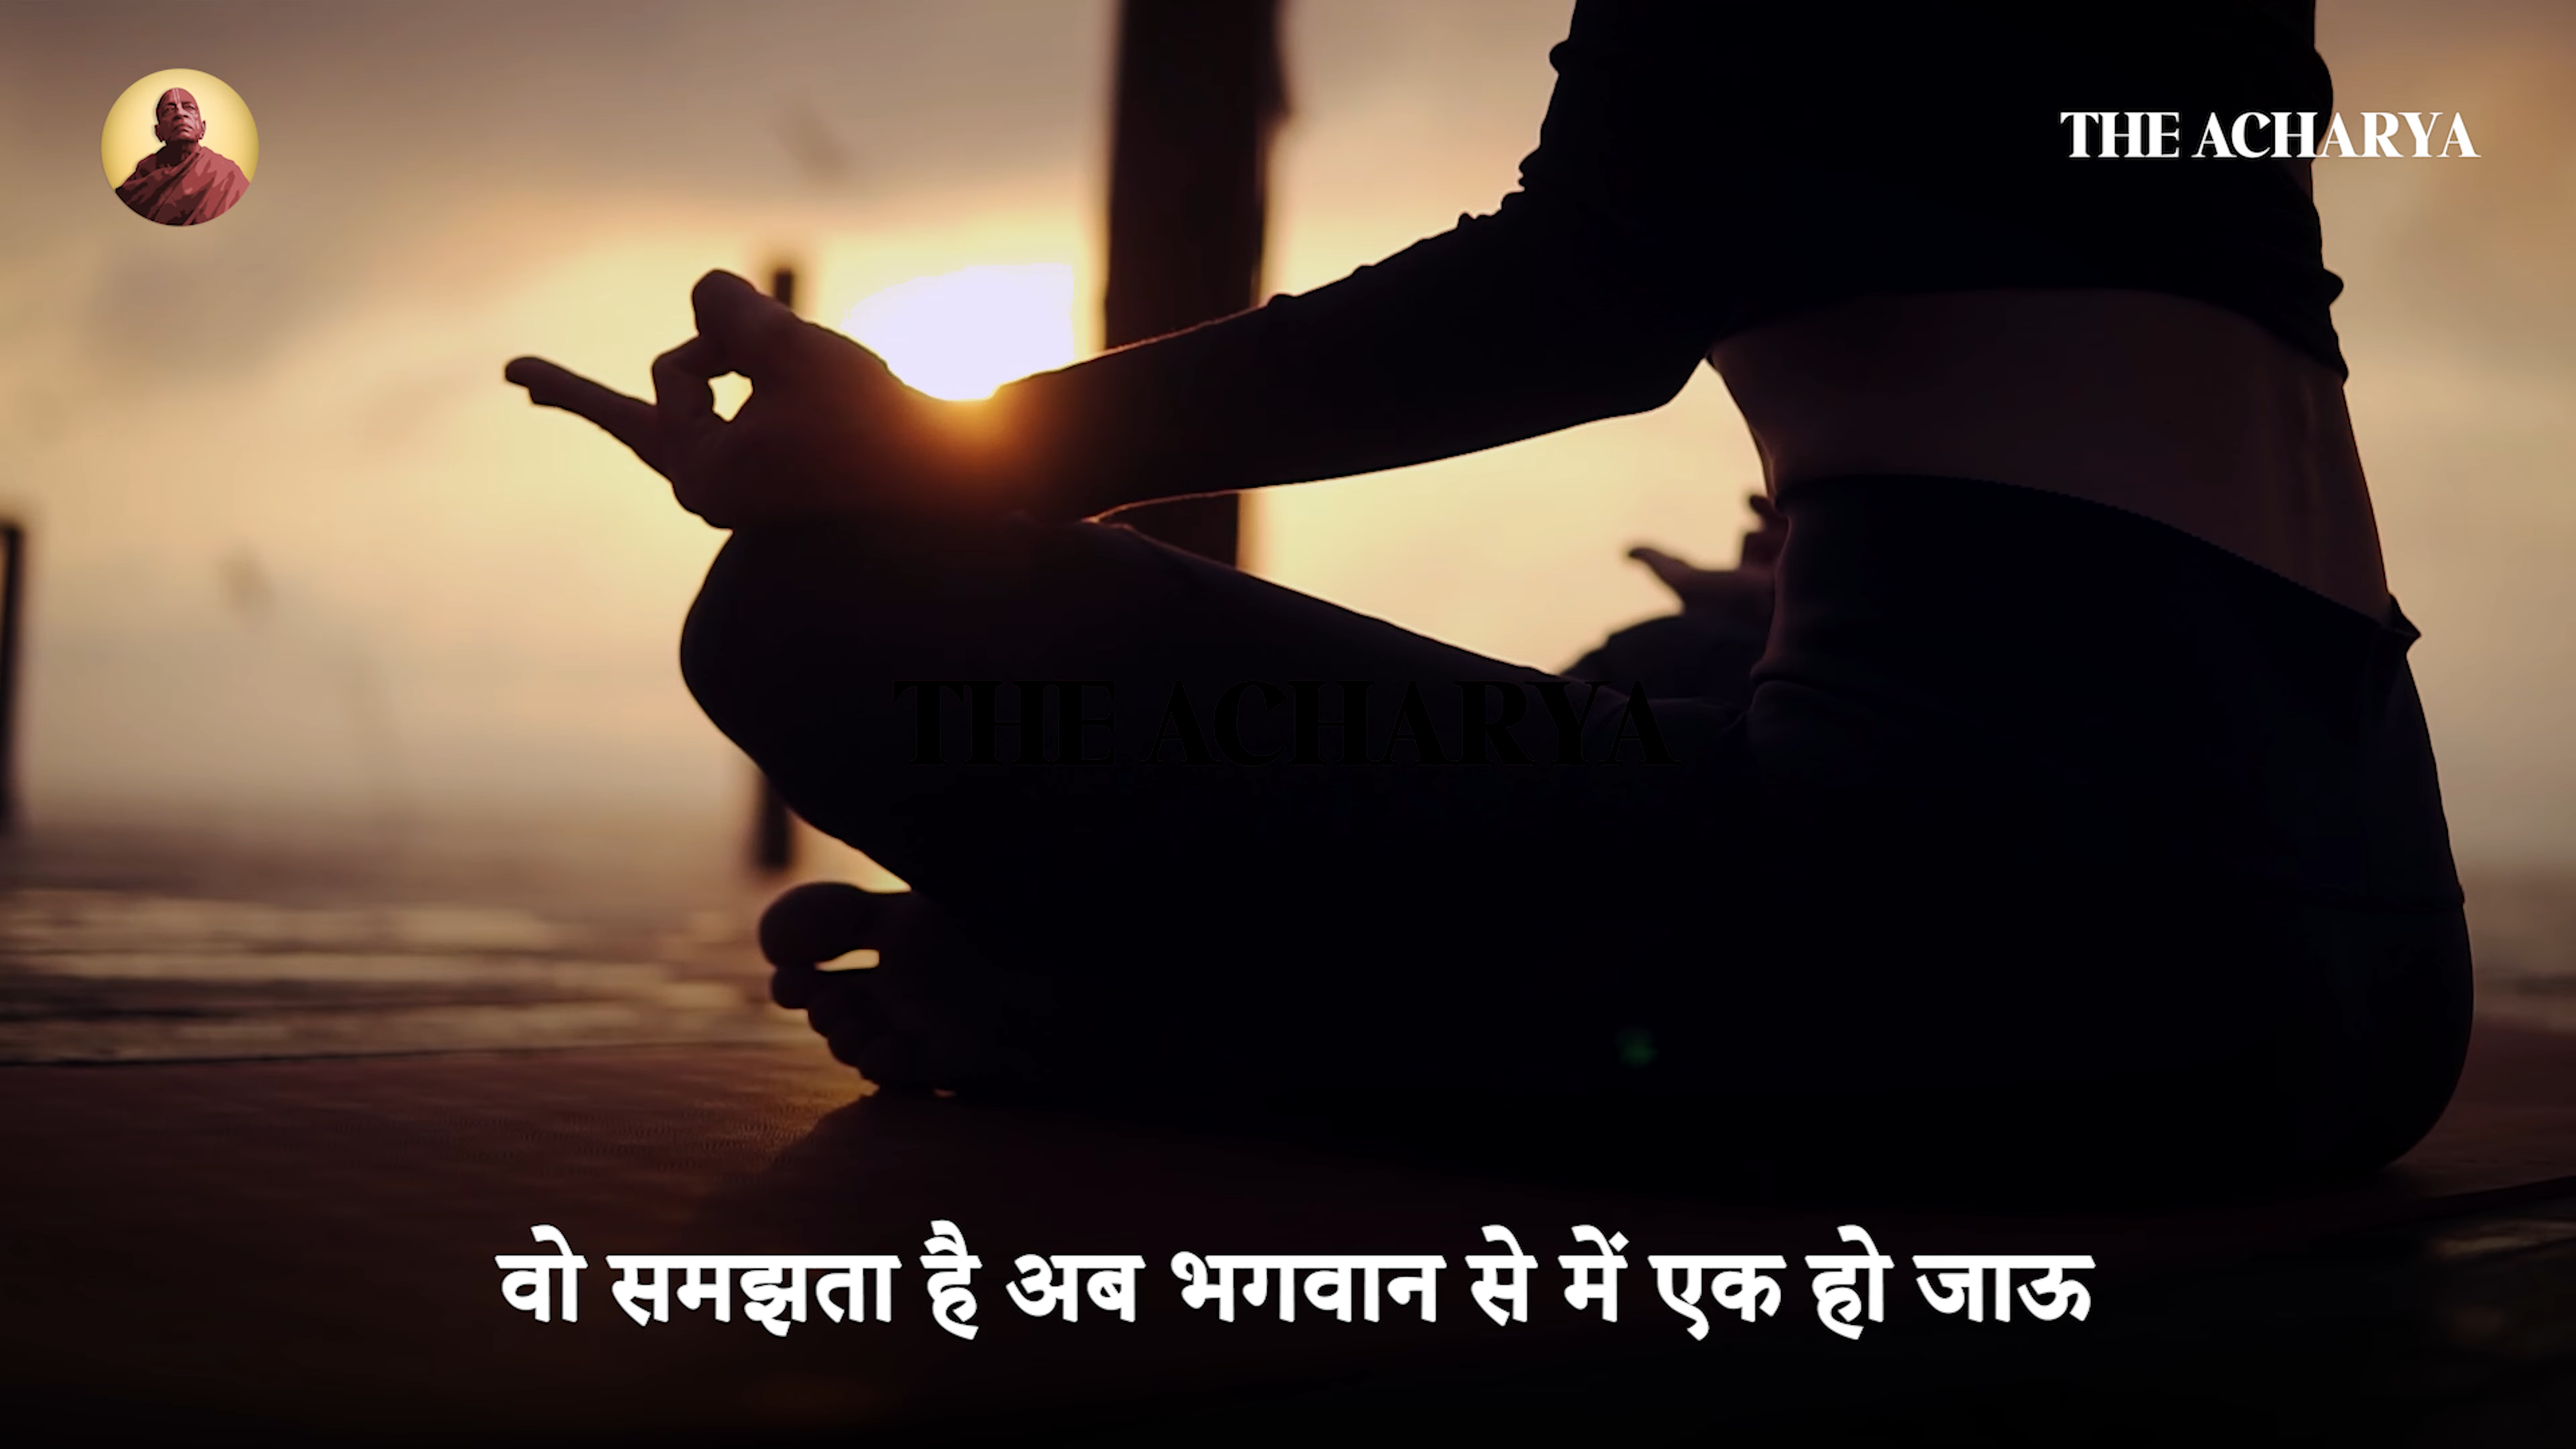 THE ACHARYA
THE ACHARYA
वो समझता है अब भगवान से में एक हो जाऊ